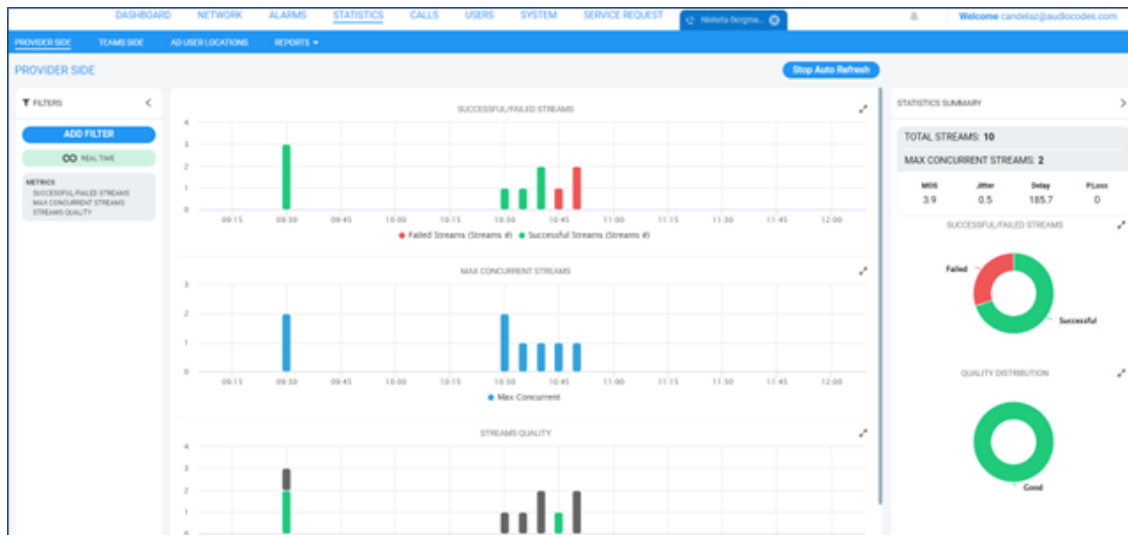 DASHBOARD NETWORK ALARMS STATISTICS CALLS USERS SYSTEM SERVICE REQUEST Nieketa Bergma... Welcome candelaz@audiocodes.com
PROVIDER SIDE TEAMS SIDE AD USER LOCATIONS REPORTS
PROVIDER SIDE Stop Auto Refresh
FILTERS
ADD FILTER
REAL TIME
METRICS
SUCCESSFUL/FAILED STREAMS
MAX CONCURRENT STREAMS
STREAMS QUALITY
SUCCESSFUL/FAILED STREAMS
4
3
2
1
0
09:15 09:30 09:45 10:00 10:15 10:30 10:45 11:00 11:15 11:30 11:45 12:00
Failed Streams (Streams #) Successful Streams (Streams #)
MAX CONCURRENT STREAMS
3
2
1
0
09:15 09:30 09:45 10:00 10:15 10:30 10:45 11:00 11:15 11:30 11:45 12:00
Max Concurrent
STREAMS QUALITY
4
3
2
1
0
STATISTICS SUMMARY
TOTAL STREAMS: 10
MAX CONCURRENT STREAMS: 2
MOS Jitter Delay P.Loss
3.9 0.5 185.7 0
SUCCESSFUL/FAILED STREAMS
Failed
Successful
QUALITY DISTRIBUTION
Good